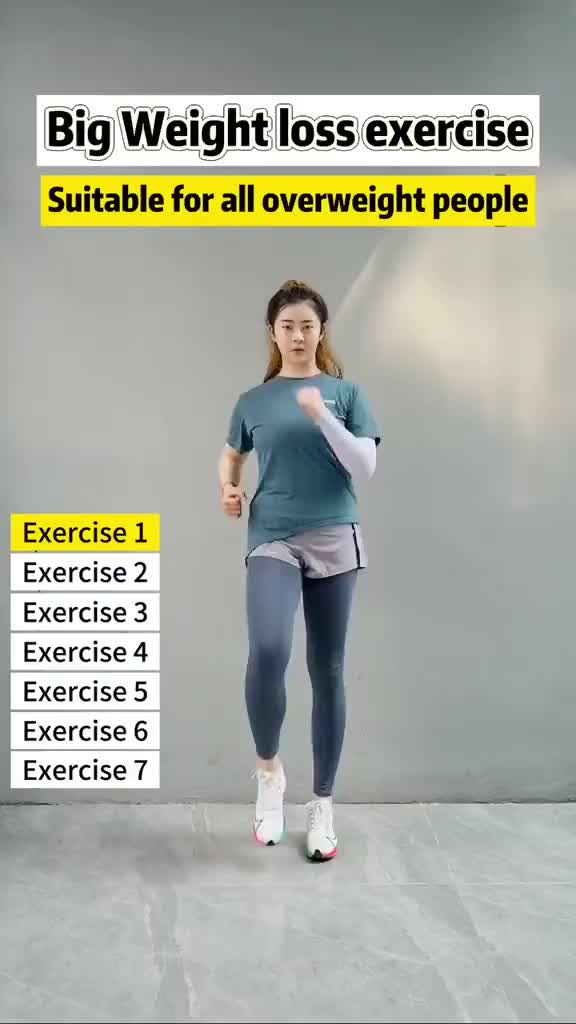 Big Weight loss exercise
Suitable for all overweight people
Exercise 1
Exercise 2
Exercise 3
Exercise 4
Exercise 5
Exercise 6
Exercise 7